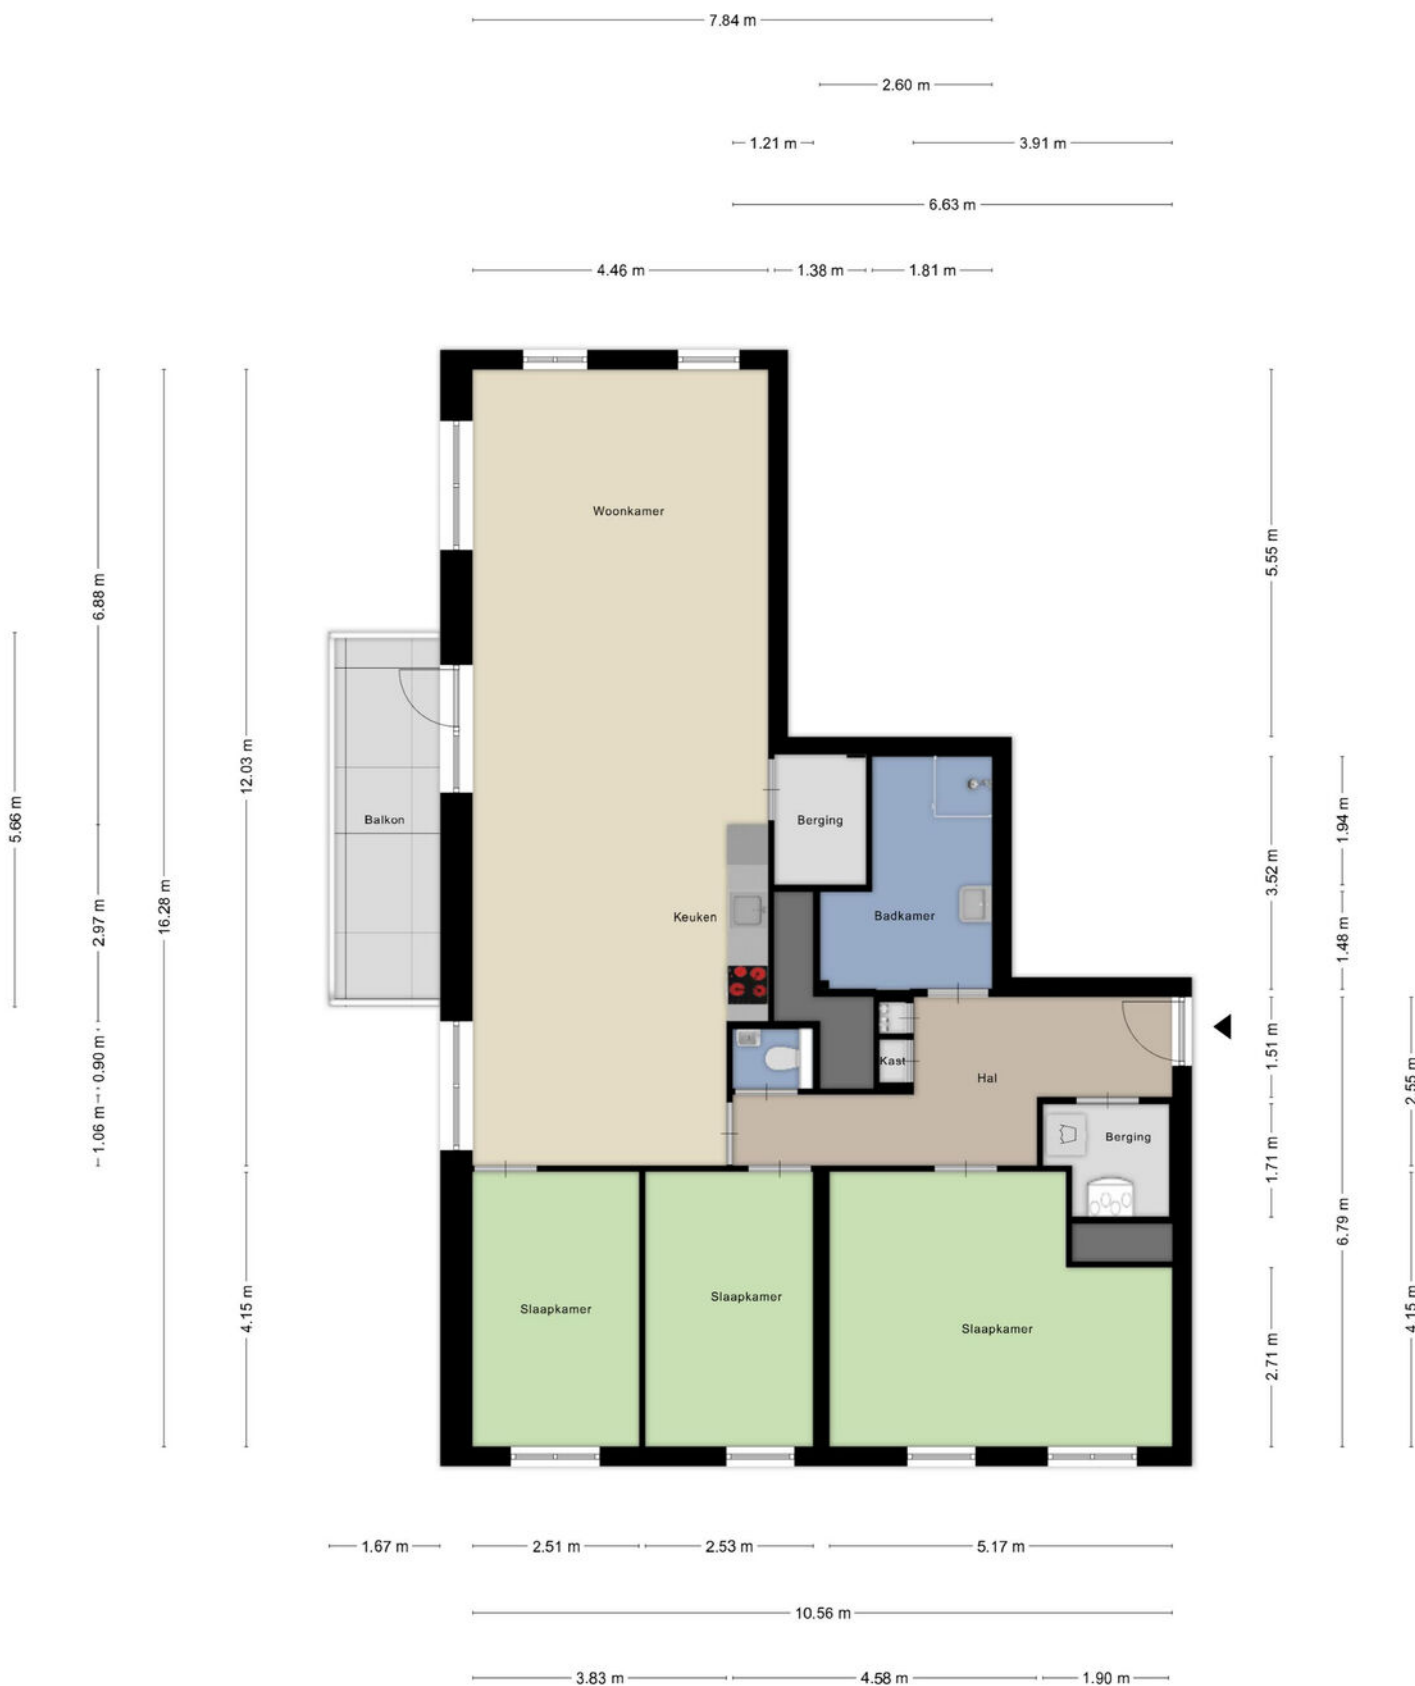 7.84 m
2.60 m
1.21 m
3.91 m
6.63 m
4.46 m
1.38 m
1.81 m
Woonkamer
5.55 m
6.88 m
12.03 m
16.28 m
5.66 m
Balkon
Berging
1.94 m
3.52 m
2.97 m
Keuken
Badkamer
1.48 m
0.90 m
1.06 m
Kast
Hal
1.51 m
2.55 m
Berging
1.71 m
6.79 m
4.15 m
Slaapkamer
Slaapkamer
Slaapkamer
2.71 m
4.15 m
1.67 m
2.51 m
2.53 m
5.17 m
10.56 m
3.83 m
4.58 m
1.90 m